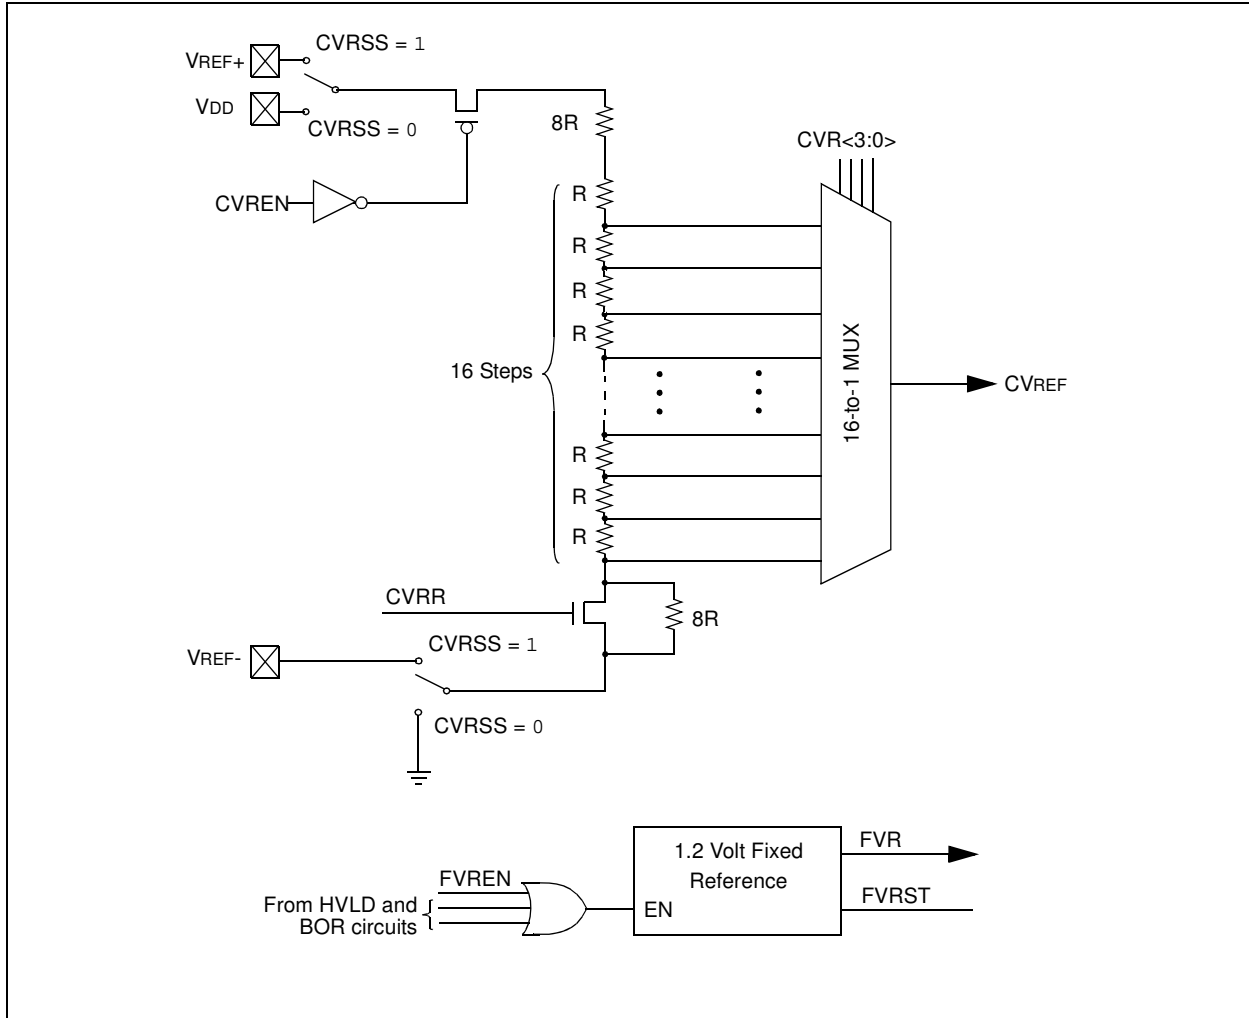 CVRSS = 1
VREF+
VDD
8R
CVRSS = 0
CVR<3:0>
R
CVREN
R
R
R
16 Steps
16-to-1 MUX
CVREF
R
R
R
CVRR
8R
CVRSS = 1
VREF-
CVRSS = 0
1.2 Volt Fixed
Reference
FVR
FVREN
From HVLD and
BOR circuits
EN
FVRST